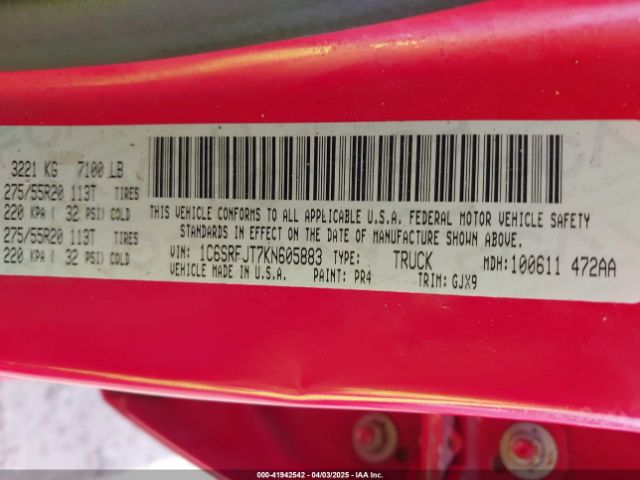 3221 KG 7100 LB
275/55R20 113T TIRES
220 KPA ( 32 PSI) COLD
275/55R20 113T TIRES
220 KPA ( 32 PSI) COLD
THIS VEHICLE CONFORMS TO ALL APPLICABLE U.S.A. FEDERAL MOTOR VEHICLE SAFETY
STANDARDS IN EFFECT ON THE DATE OF MANUFACTURE SHOWN ABOVE.
VIN: 1C6SRFJT7KN605883 TYPE: TRUCK MDH:100611 472AA
VEHICLE MADE IN U.S.A. PAINT: PR4 TRIM:GJX9
00-41942542 - 04/03/2025 - IAA Inc.